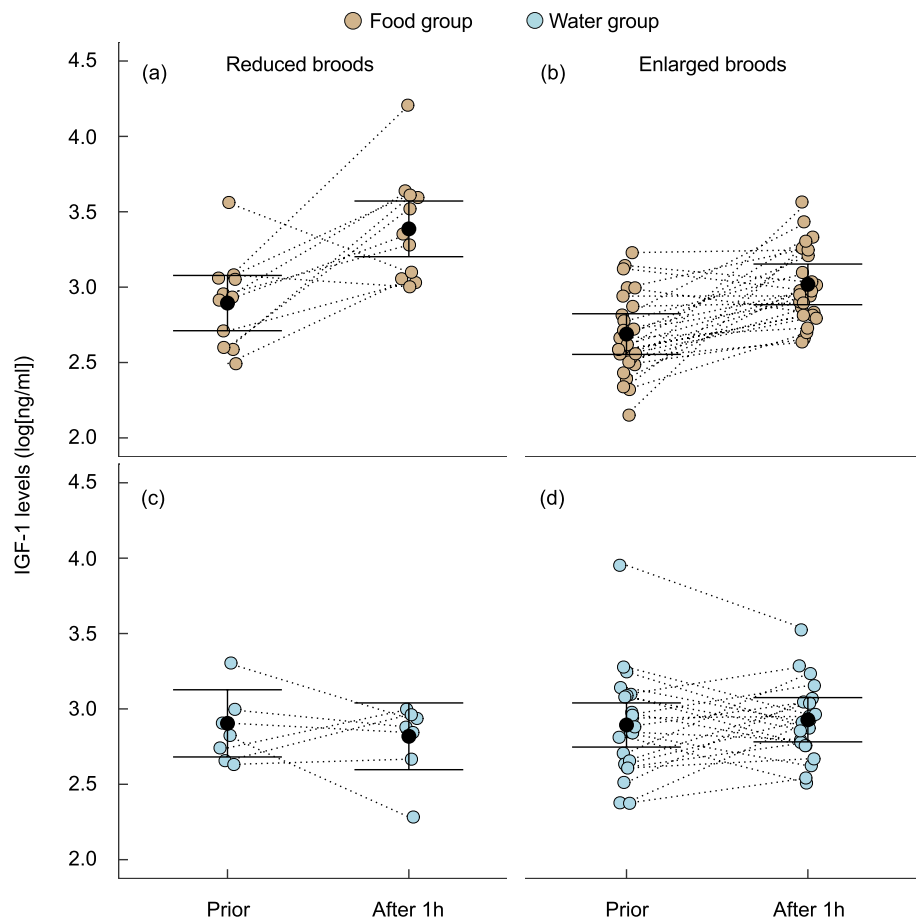 Food group Water group
(a) Reduced broods (b) Enlarged broods
4.5
4.0
3.5
3.0
2.5
2.0
IGF-1 levels (log[ng/ml])
(c) (d)
4.5
4.0
3.5
3.0
2.5
2.0
Prior After 1h Prior After 1h